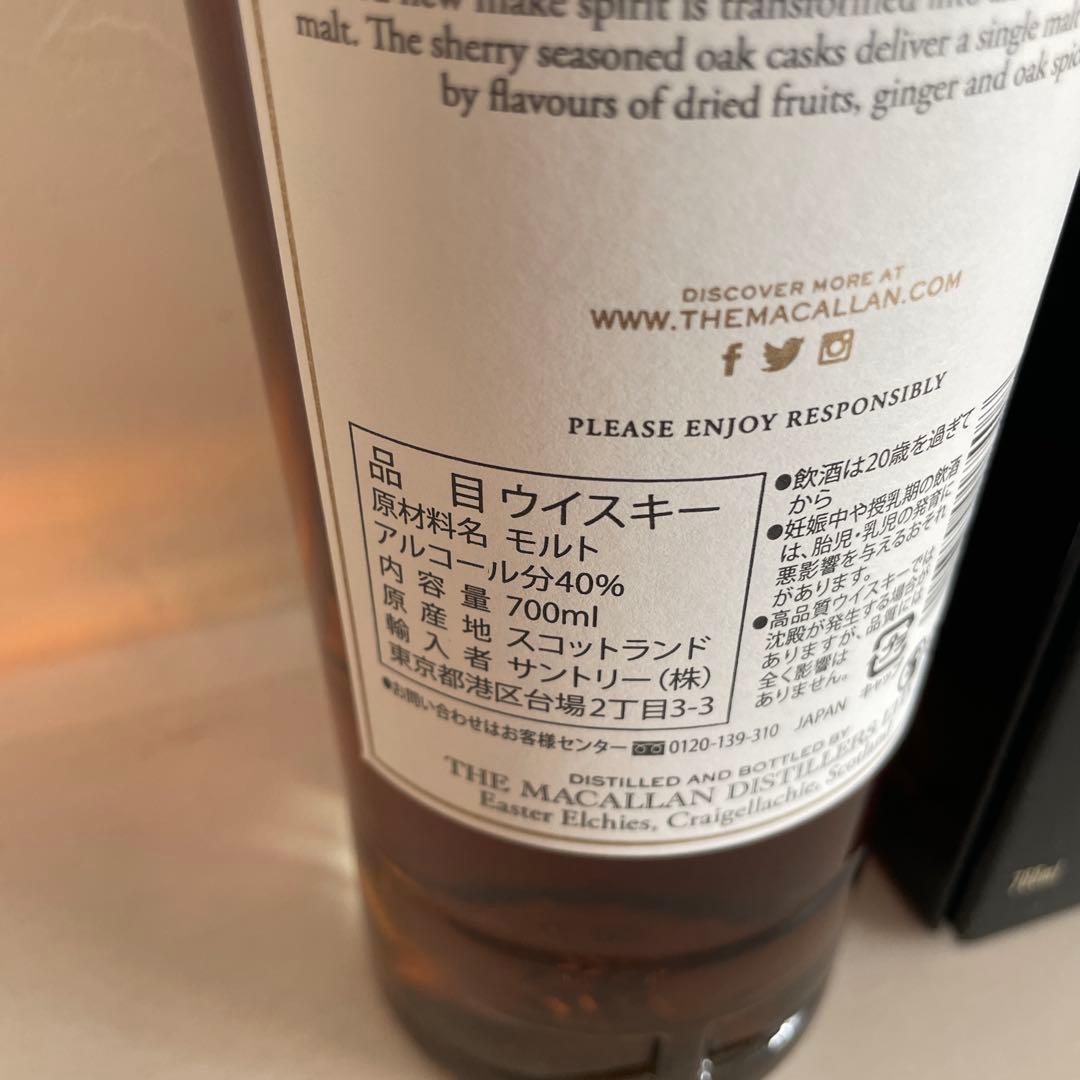 new make spirit is transformed into
malt. The sherry seasoned oak casks deliver a single malt
by flavours of dried fruits, ginger and oak spice
DISCOVER MORE AT
WWW.THEMACALLAN.COM
PLEASE ENJOY RESPONSIBLY
品 目 ウイスキー
原材料名 モルト
アルコール分40%
内容量 700ml
原産地 スコットランド
輸入者 サントリー(株)
東京都港区台場2丁目3-3
●お問い合わせはお客様センター 0120-139-310 JAPAN
●飲酒は20歳を過ぎて
から
●妊娠中や授乳期の飲酒
は、胎児・乳児の発育に
悪影響を与えるおそれ
があります。
●高品質ウイスキーでは
沈殿が発生する場合が
ありますが、品質には
全く影響は
ありません。
DISTILLED AND BOTTLED BY
THE MACALLAN DISTILLERS
Easter Elchies, Craigellachie, Scotland
700ml